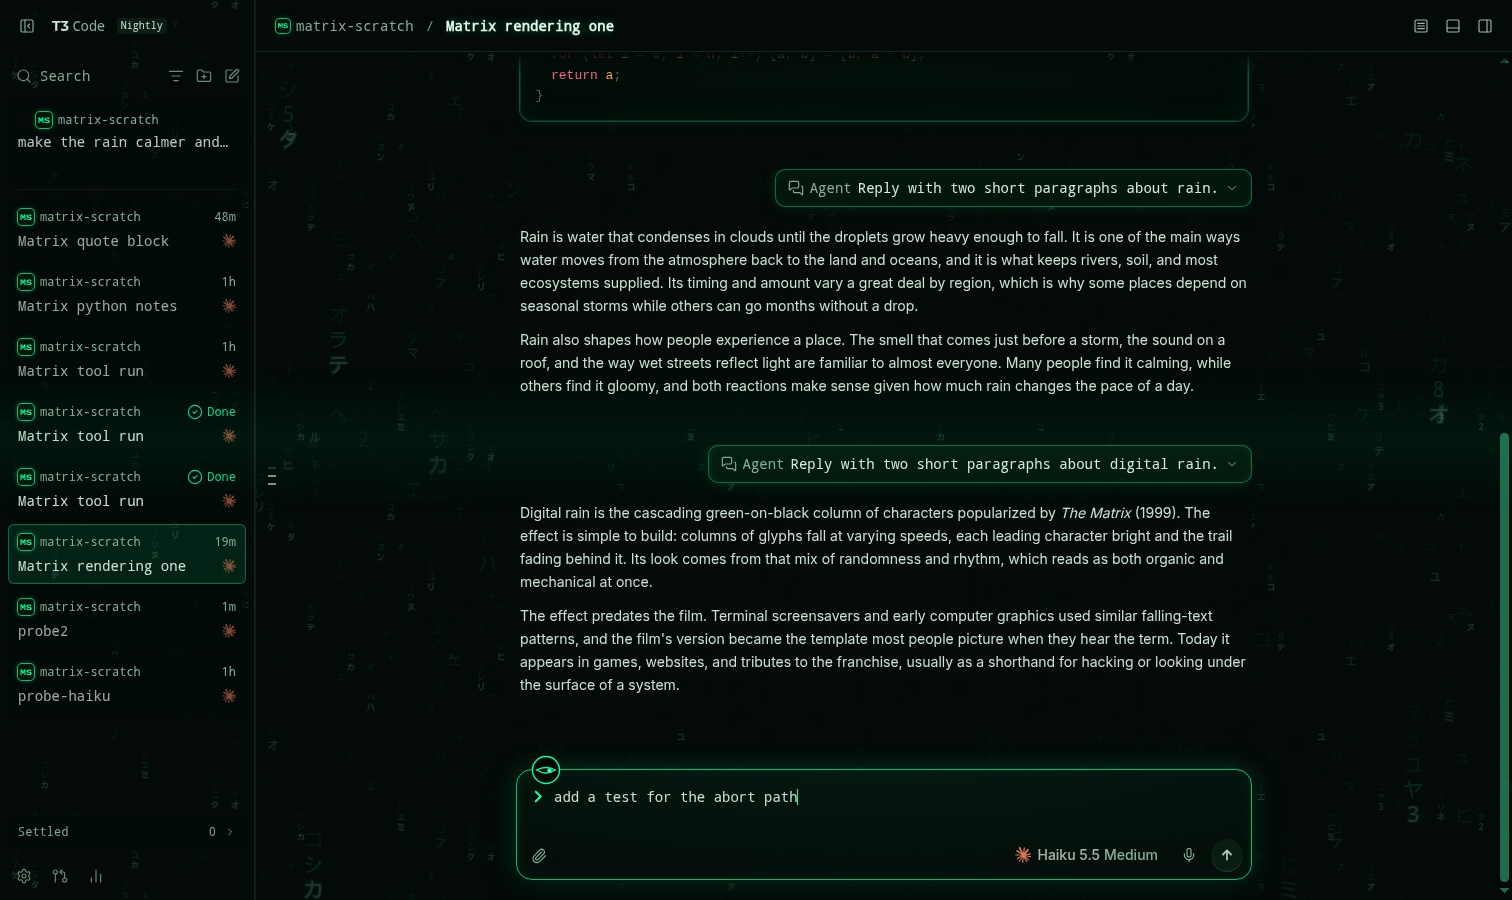 T3 Code Nightly
Search
MS matrix-scratch
make the rain calmer and…
MS matrix-scratch 48m
Matrix quote block
MS matrix-scratch 1h
Matrix python notes
MS matrix-scratch 1h
Matrix tool run
MS matrix-scratch Done
Matrix tool run
MS matrix-scratch Done
Matrix tool run
MS matrix-scratch 19m
Matrix rendering one
MS matrix-scratch 1m
probe2
MS matrix-scratch 1h
probe-haiku
Settled 0
MS matrix-scratch / Matrix rendering one
return a;
}
Agent Reply with two short paragraphs about rain.
Rain is water that condenses in clouds until the droplets grow heavy enough to fall. It is one of the main ways
water moves from the atmosphere back to the land and oceans, and it is what keeps rivers, soil, and most
ecosystems supplied. Its timing and amount vary a great deal by region, which is why some places depend on
seasonal storms while others can go months without a drop.
Rain also shapes how people experience a place. The smell that comes just before a storm, the sound on a
roof, and the way wet streets reflect light are familiar to almost everyone. Many people find it calming, while
others find it gloomy, and both reactions make sense given how much rain changes the pace of a day.
Agent Reply with two short paragraphs about digital rain.
Digital rain is the cascading green-on-black column of characters popularized by The Matrix (1999). The
effect is simple to build: columns of glyphs fall at varying speeds, each leading character bright and the trail
fading behind it. Its look comes from that mix of randomness and rhythm, which reads as both organic and
mechanical at once.
The effect predates the film. Terminal screensavers and early computer graphics used similar falling-text
patterns, and the film's version became the template most people picture when they hear the term. Today it
appears in games, websites, and tributes to the franchise, usually as a shorthand for hacking or looking under
the surface of a system.
add a test for the abort path
Haiku 5.5 Medium